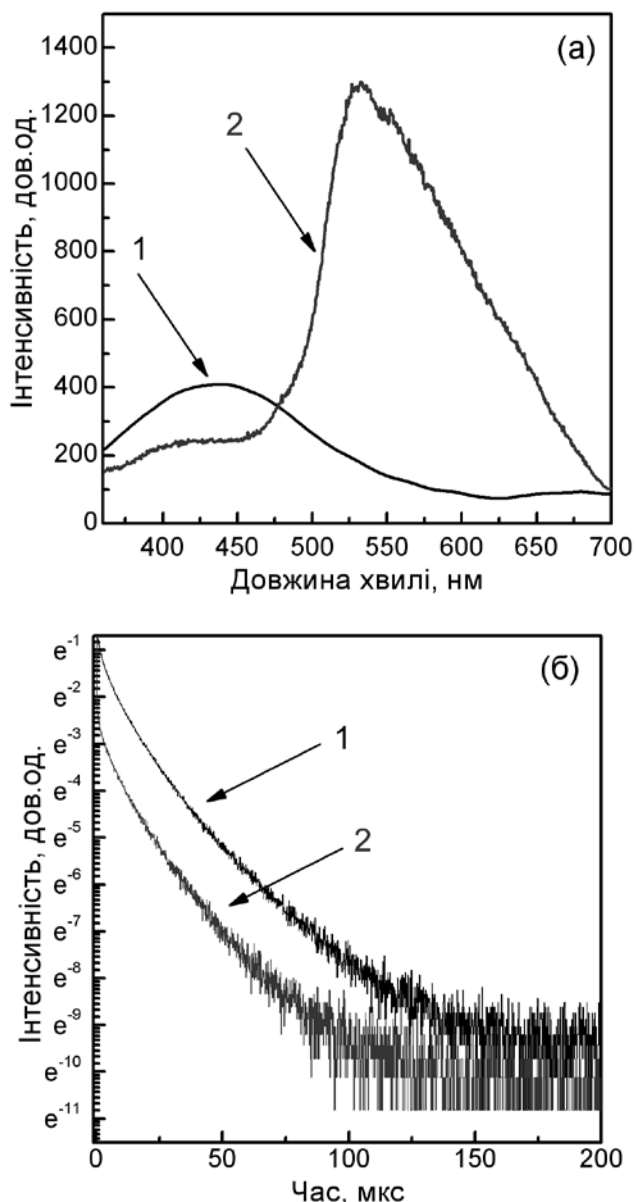 (а)
Інтенсивність, дов.од.
1400
1200
1000
800
600
400
200
0
2
1
400 450 500 550 600 650 700
Довжина хвилі, нм
(б)
Інтенсивність, дов.од.
e-1
e-2
e-3
e-4
e-5
e-6
e-7
e-8
e-9
e-10
e-11
1
2
0 50 100 150 200
Час, мкс